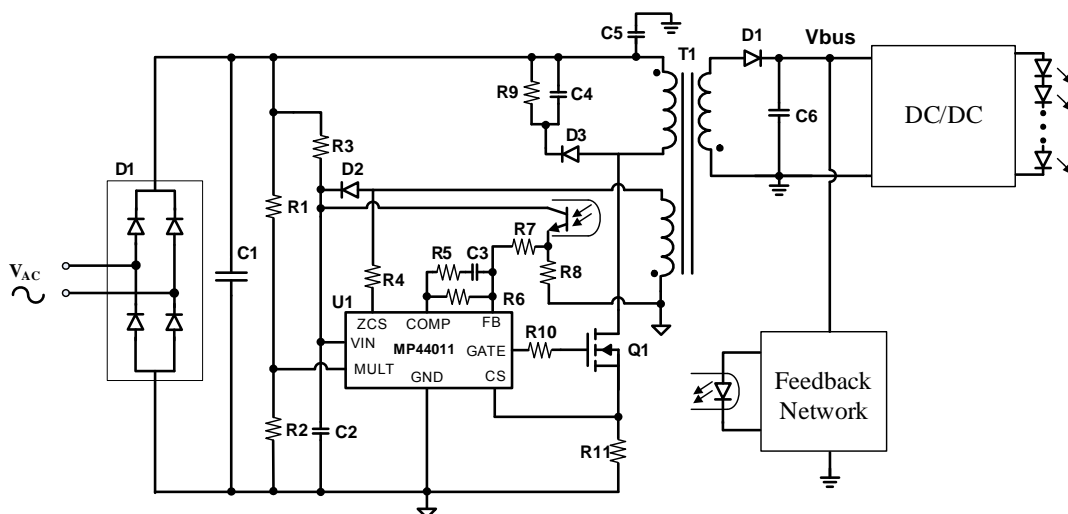 C5
T1
D1
Vbus
R9
C4
C6
DC/DC
R3
D3
D2
D1
R1
R7
C1
R5
C3
R8
VAC
R4
R6
U1
ZCS
COMP
FB
R10
VIN
MP44011
GATE
Q1
MULT
GND
CS
Feedback
Network
R2
C2
R11